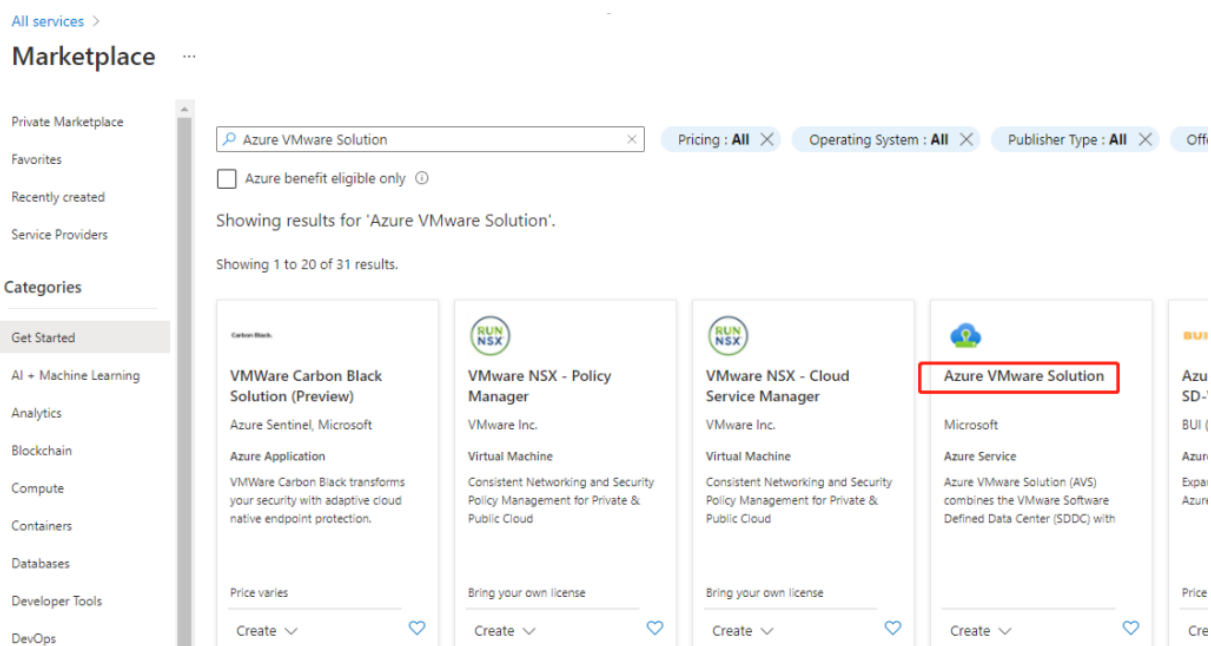 All services >
Marketplace ...
Private Marketplace
Favorites
Recently created
Service Providers
Categories
Get Started
AI + Machine Learning
Analytics
Blockchain
Compute
Containers
Databases
Developer Tools
DevOps
Azure VMware Solution
Pricing : All
Operating System : All
Publisher Type : All
Azure benefit eligible only
Showing results for 'Azure VMware Solution'.
Showing 1 to 20 of 31 results.
Carbon Black.
VMWare Carbon Black
Solution (Preview)
Azure Sentinel, Microsoft
Azure Application
VMWare Carbon Black transforms
your security with adaptive cloud
native endpoint protection.
Price varies
Create
RUN
NSX
VMware NSX - Policy
Manager
VMware Inc.
Virtual Machine
Consistent Networking and Security
Policy Management for Private &
Public Cloud
Bring your own license
Create
RUN
NSX
VMware NSX - Cloud
Service Manager
VMware Inc.
Virtual Machine
Consistent Networking and Security
Policy Management for Private &
Public Cloud
Bring your own license
Create
Azure VMware Solution
Microsoft
Azure Service
Azure VMware Solution (AVS)
combines the VMware Software
Defined Data Center (SDDC) with
Create
BUI
Price